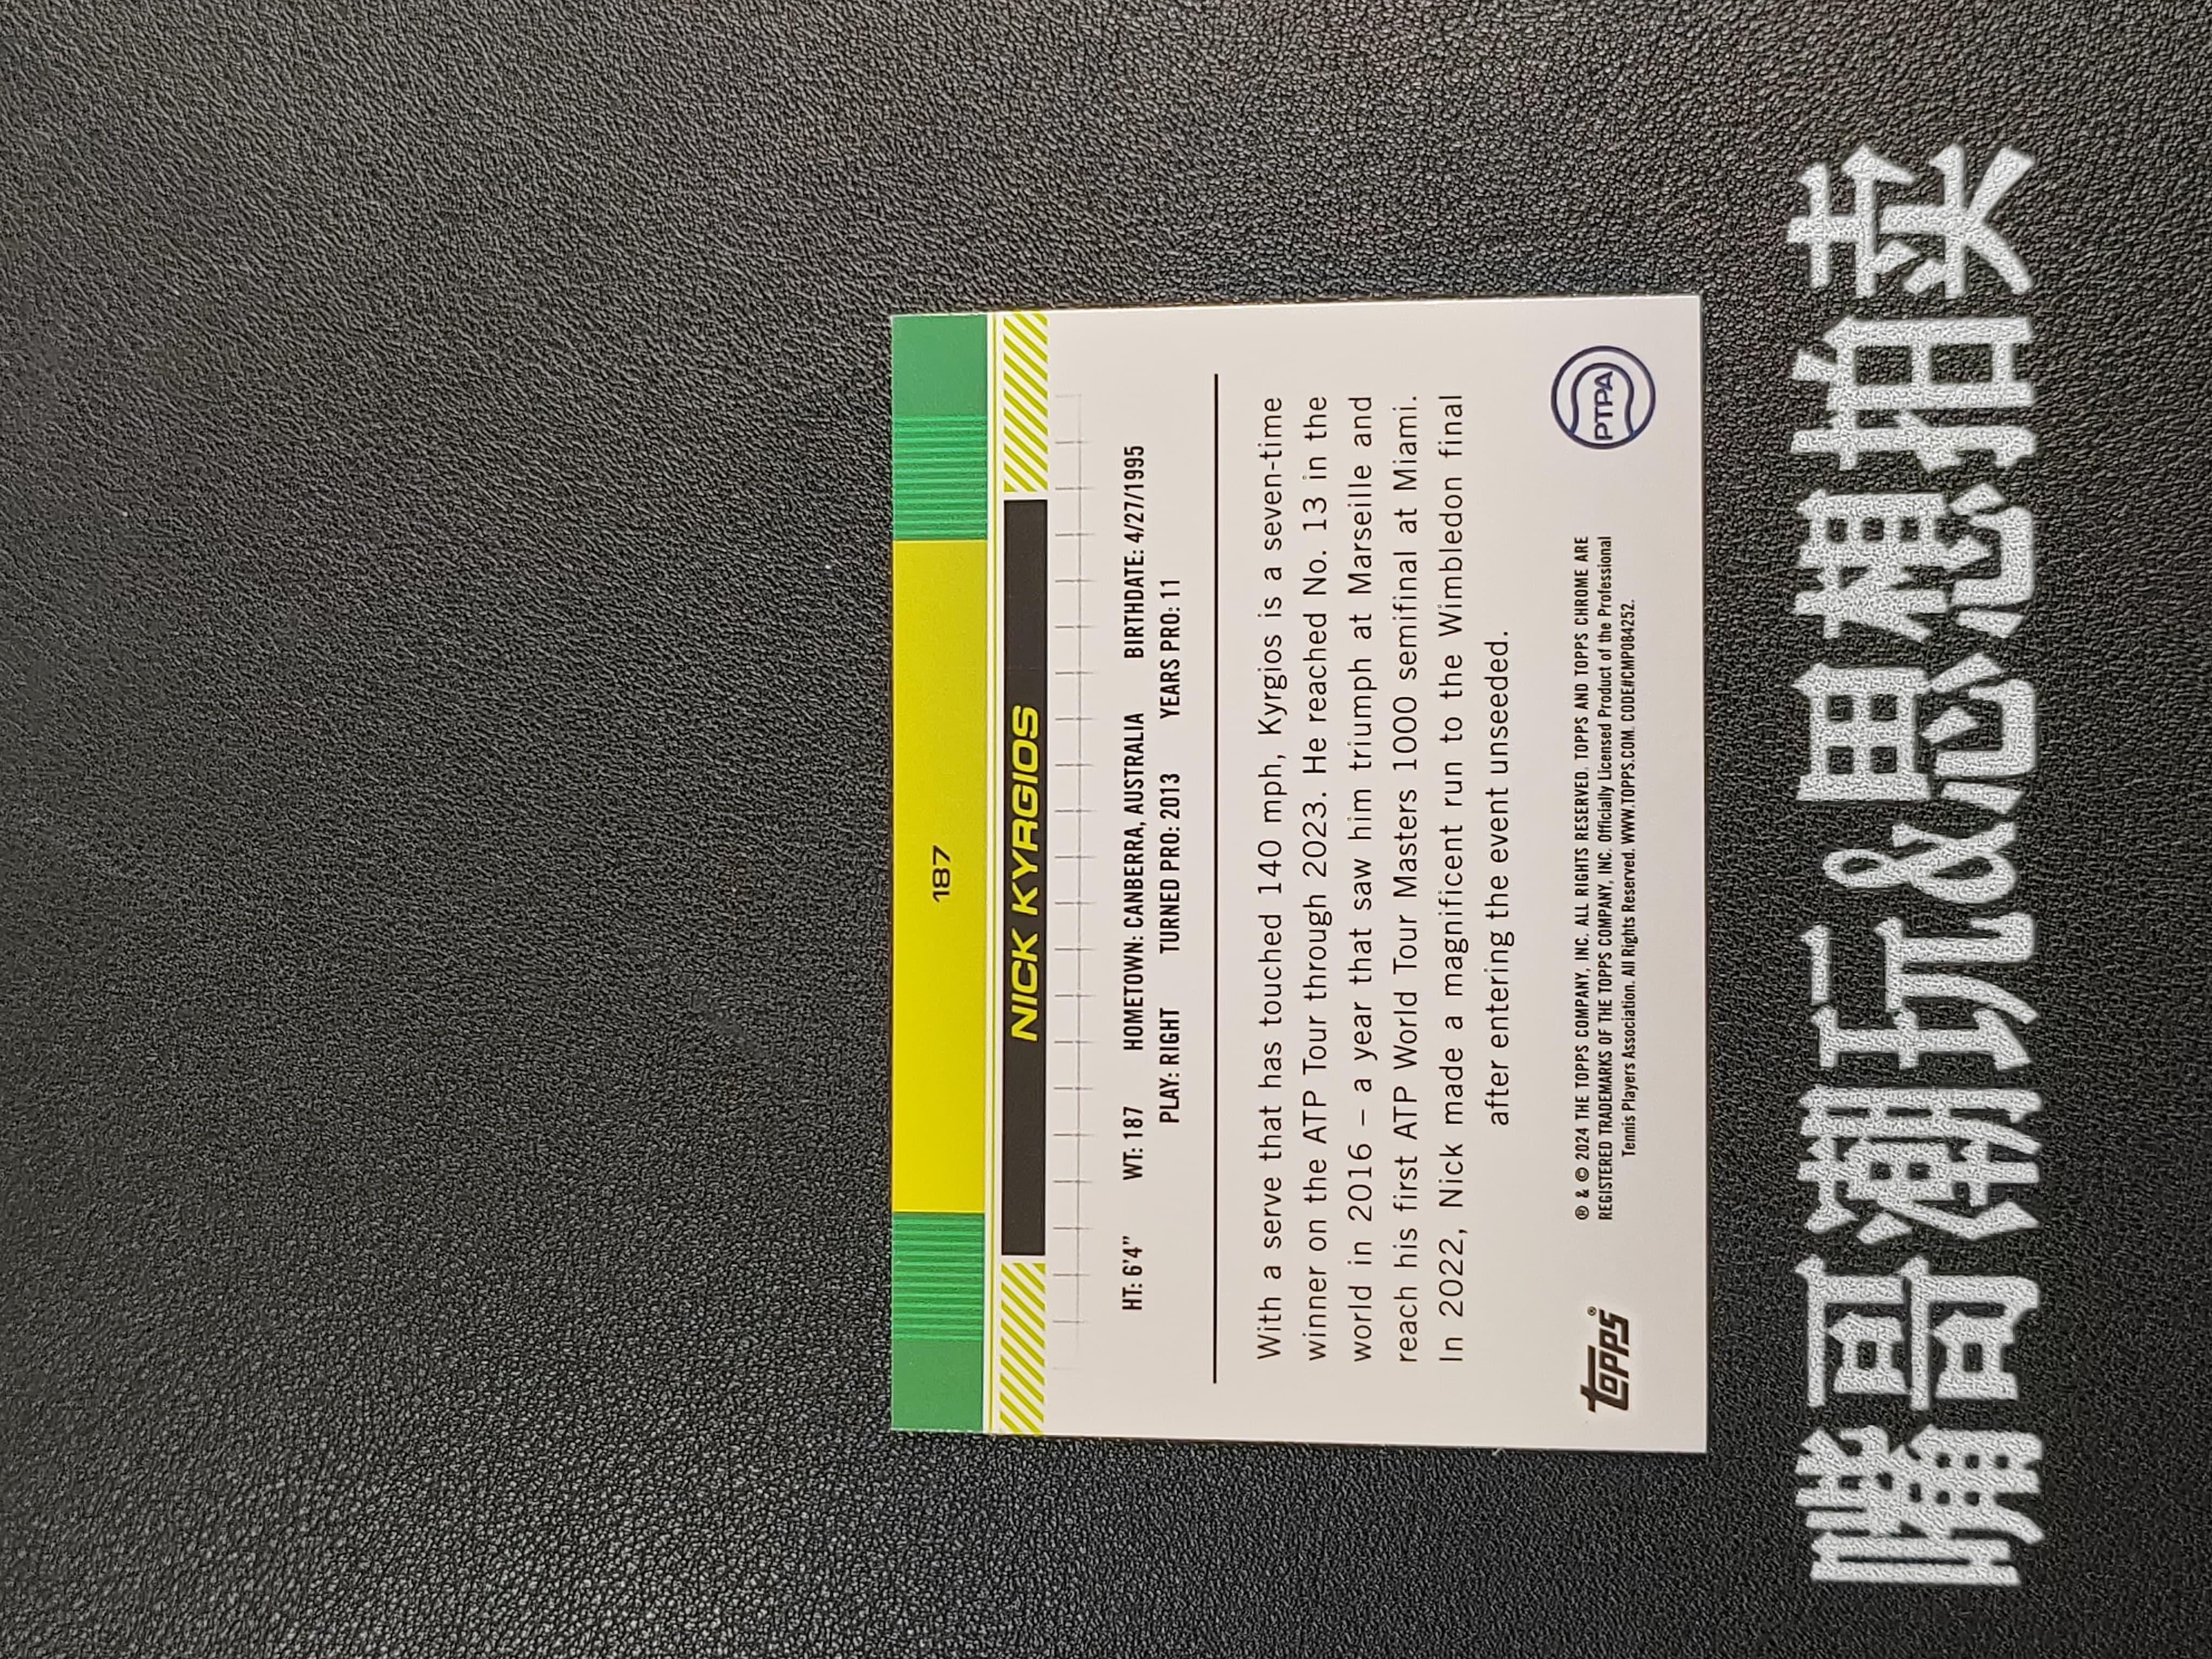 187
NICK KYRGIOS
HT: 6'4" WT: 187 HOMETOWN: CANBERRA, AUSTRALIA BIRTHDATE: 4/27/1995
PLAY: RIGHT TURNED PRO: 2013 YEARS PRO: 11
With a serve that has touched 140 mph, Kyrgios is a seven-time
winner on the ATP Tour through 2023. He reached No. 13 in the
world in 2016 – a year that saw him triumph at Marseille and
reach his first ATP World Tour Masters 1000 semifinal at Miami.
In 2022, Nick made a magnificent run to the Wimbledon final
after entering the event unseeded.
topps®
® & © 2024 THE TOPPS COMPANY, INC. ALL RIGHTS RESERVED. TOPPS AND TOPPS CHROME ARE
REGISTERED TRADEMARKS OF THE TOPPS COMPANY, INC. Officially Licensed Product of the Professional
Tennis Players Association. All Rights Reserved. WWW.TOPPS.COM. CODE#CMP084252.
PTPA
嘴哥潮玩&思想拍卖